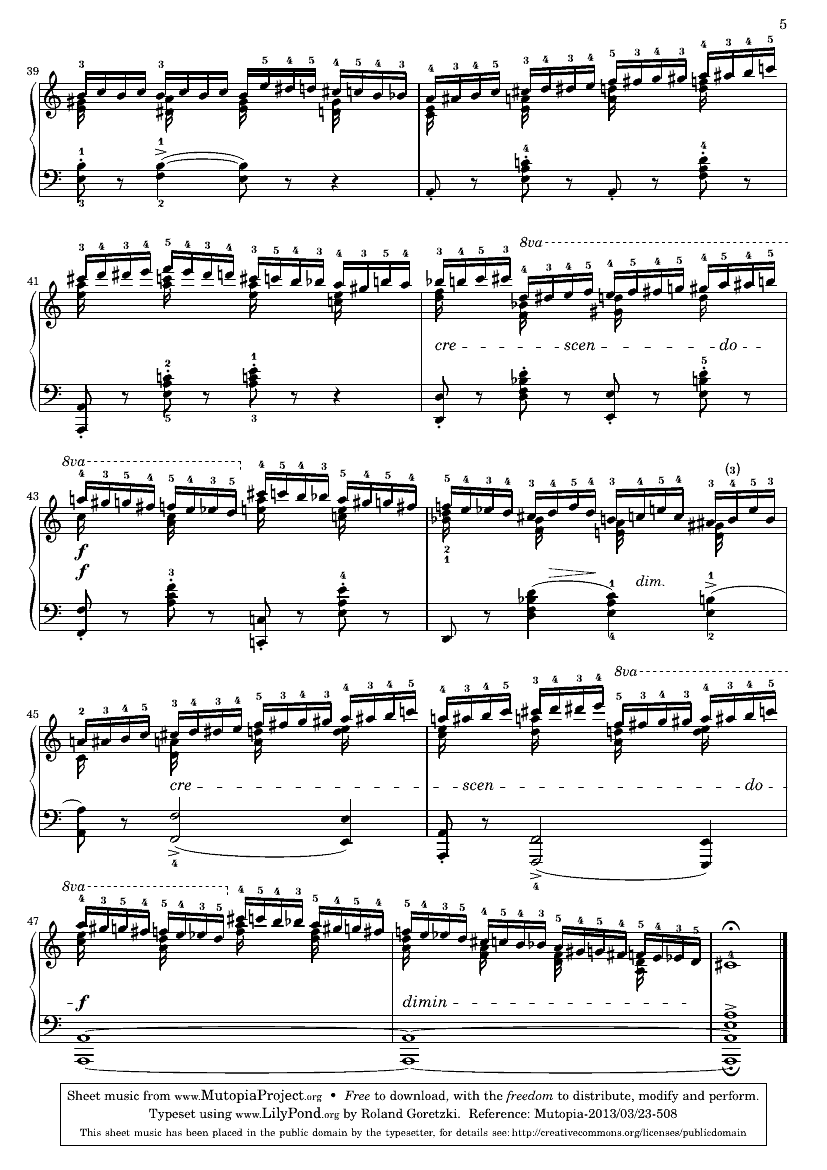 5
39
41
8va
cre scen do
43
8va
f
f
(3)
dim.
45
8va
cre scen do
47
8va
f dimin
Sheet music from www.MutopiaProject.org • Free to download, with the freedom to distribute, modify and perform.
Typeset using www.LilyPond.org by Roland Goretzki. Reference: Mutopia-2013/03/23-508
This sheet music has been placed in the public domain by the typesetter, for details see: http://creativecommons.org/licenses/publicdomain